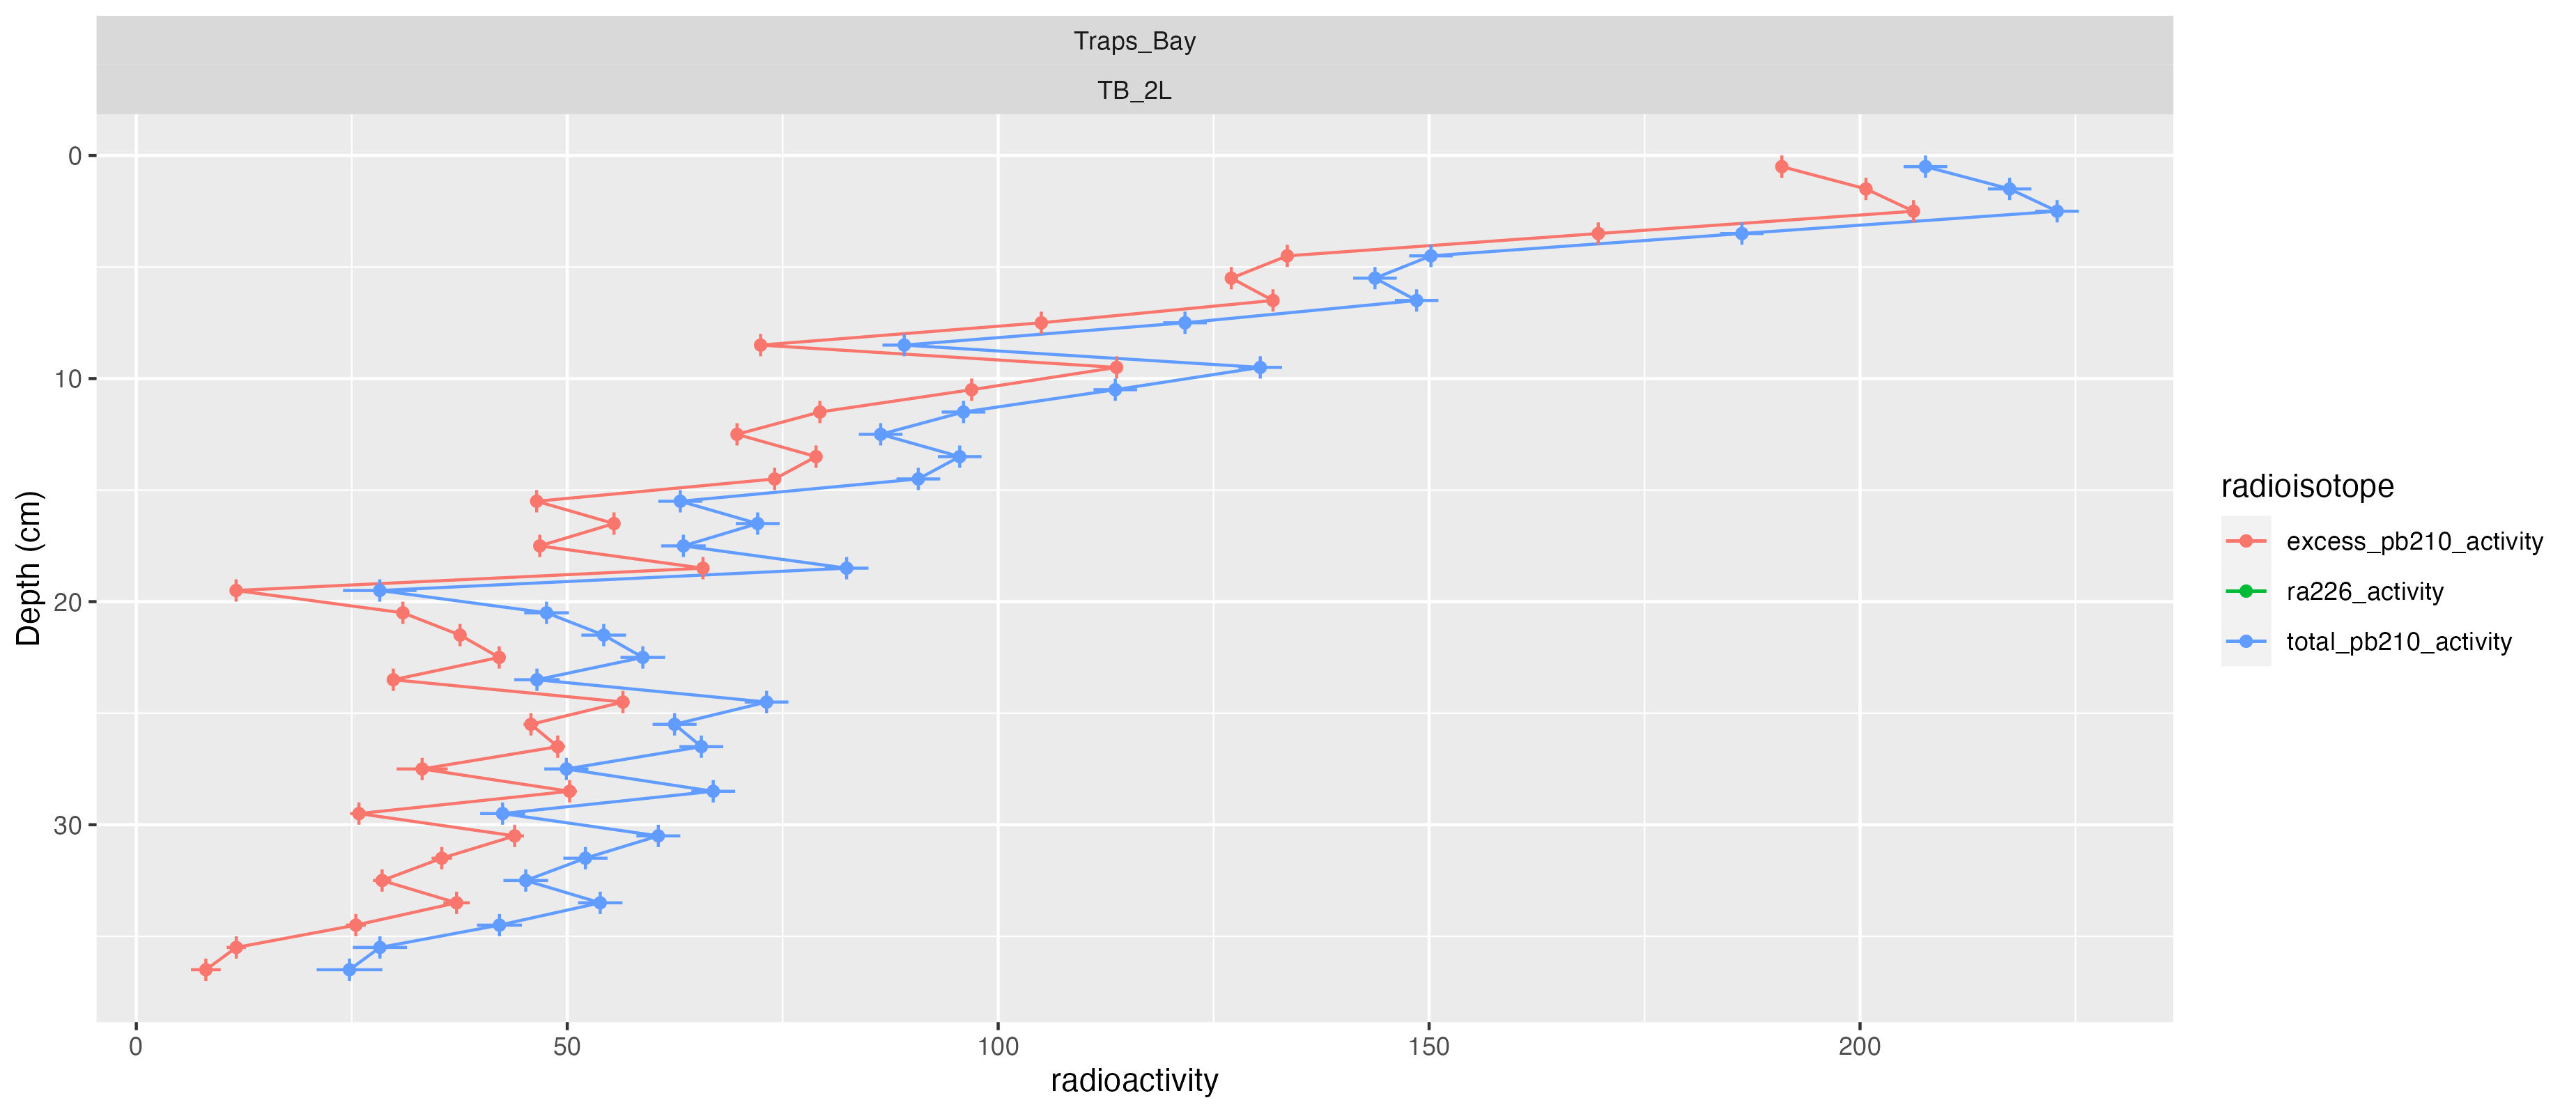 Traps_Bay
TB_2L
0
10
20
30
Depth (cm)
0
50
100
150
200
radioactivity
radioisotope
excess_pb210_activity
ra226_activity
total_pb210_activity